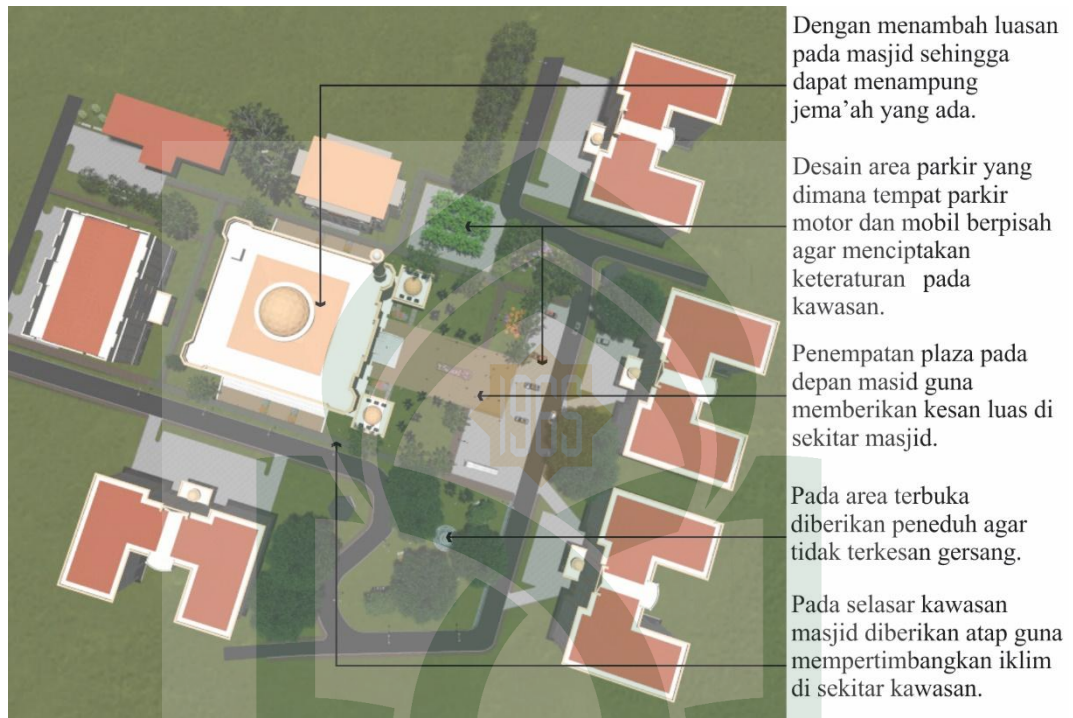 Dengan menambah luasan
pada masjid sehingga
dapat menampung
jema'ah yang ada.
Desain area parkir yang
dimana tempat parkir
motor dan mobil berpisah
agar menciptakan
keteraturan pada
kawasan.
Penempatan plaza pada
depan masid guna
memberikan kesan luas di
sekitar masjid.
Pada area terbuka
diberikan peneduh agar
tidak terkesan gersang.
Pada selasar kawasan
masjid diberikan atap guna
mempertimbangkan iklim
di sekitar kawasan.
1965